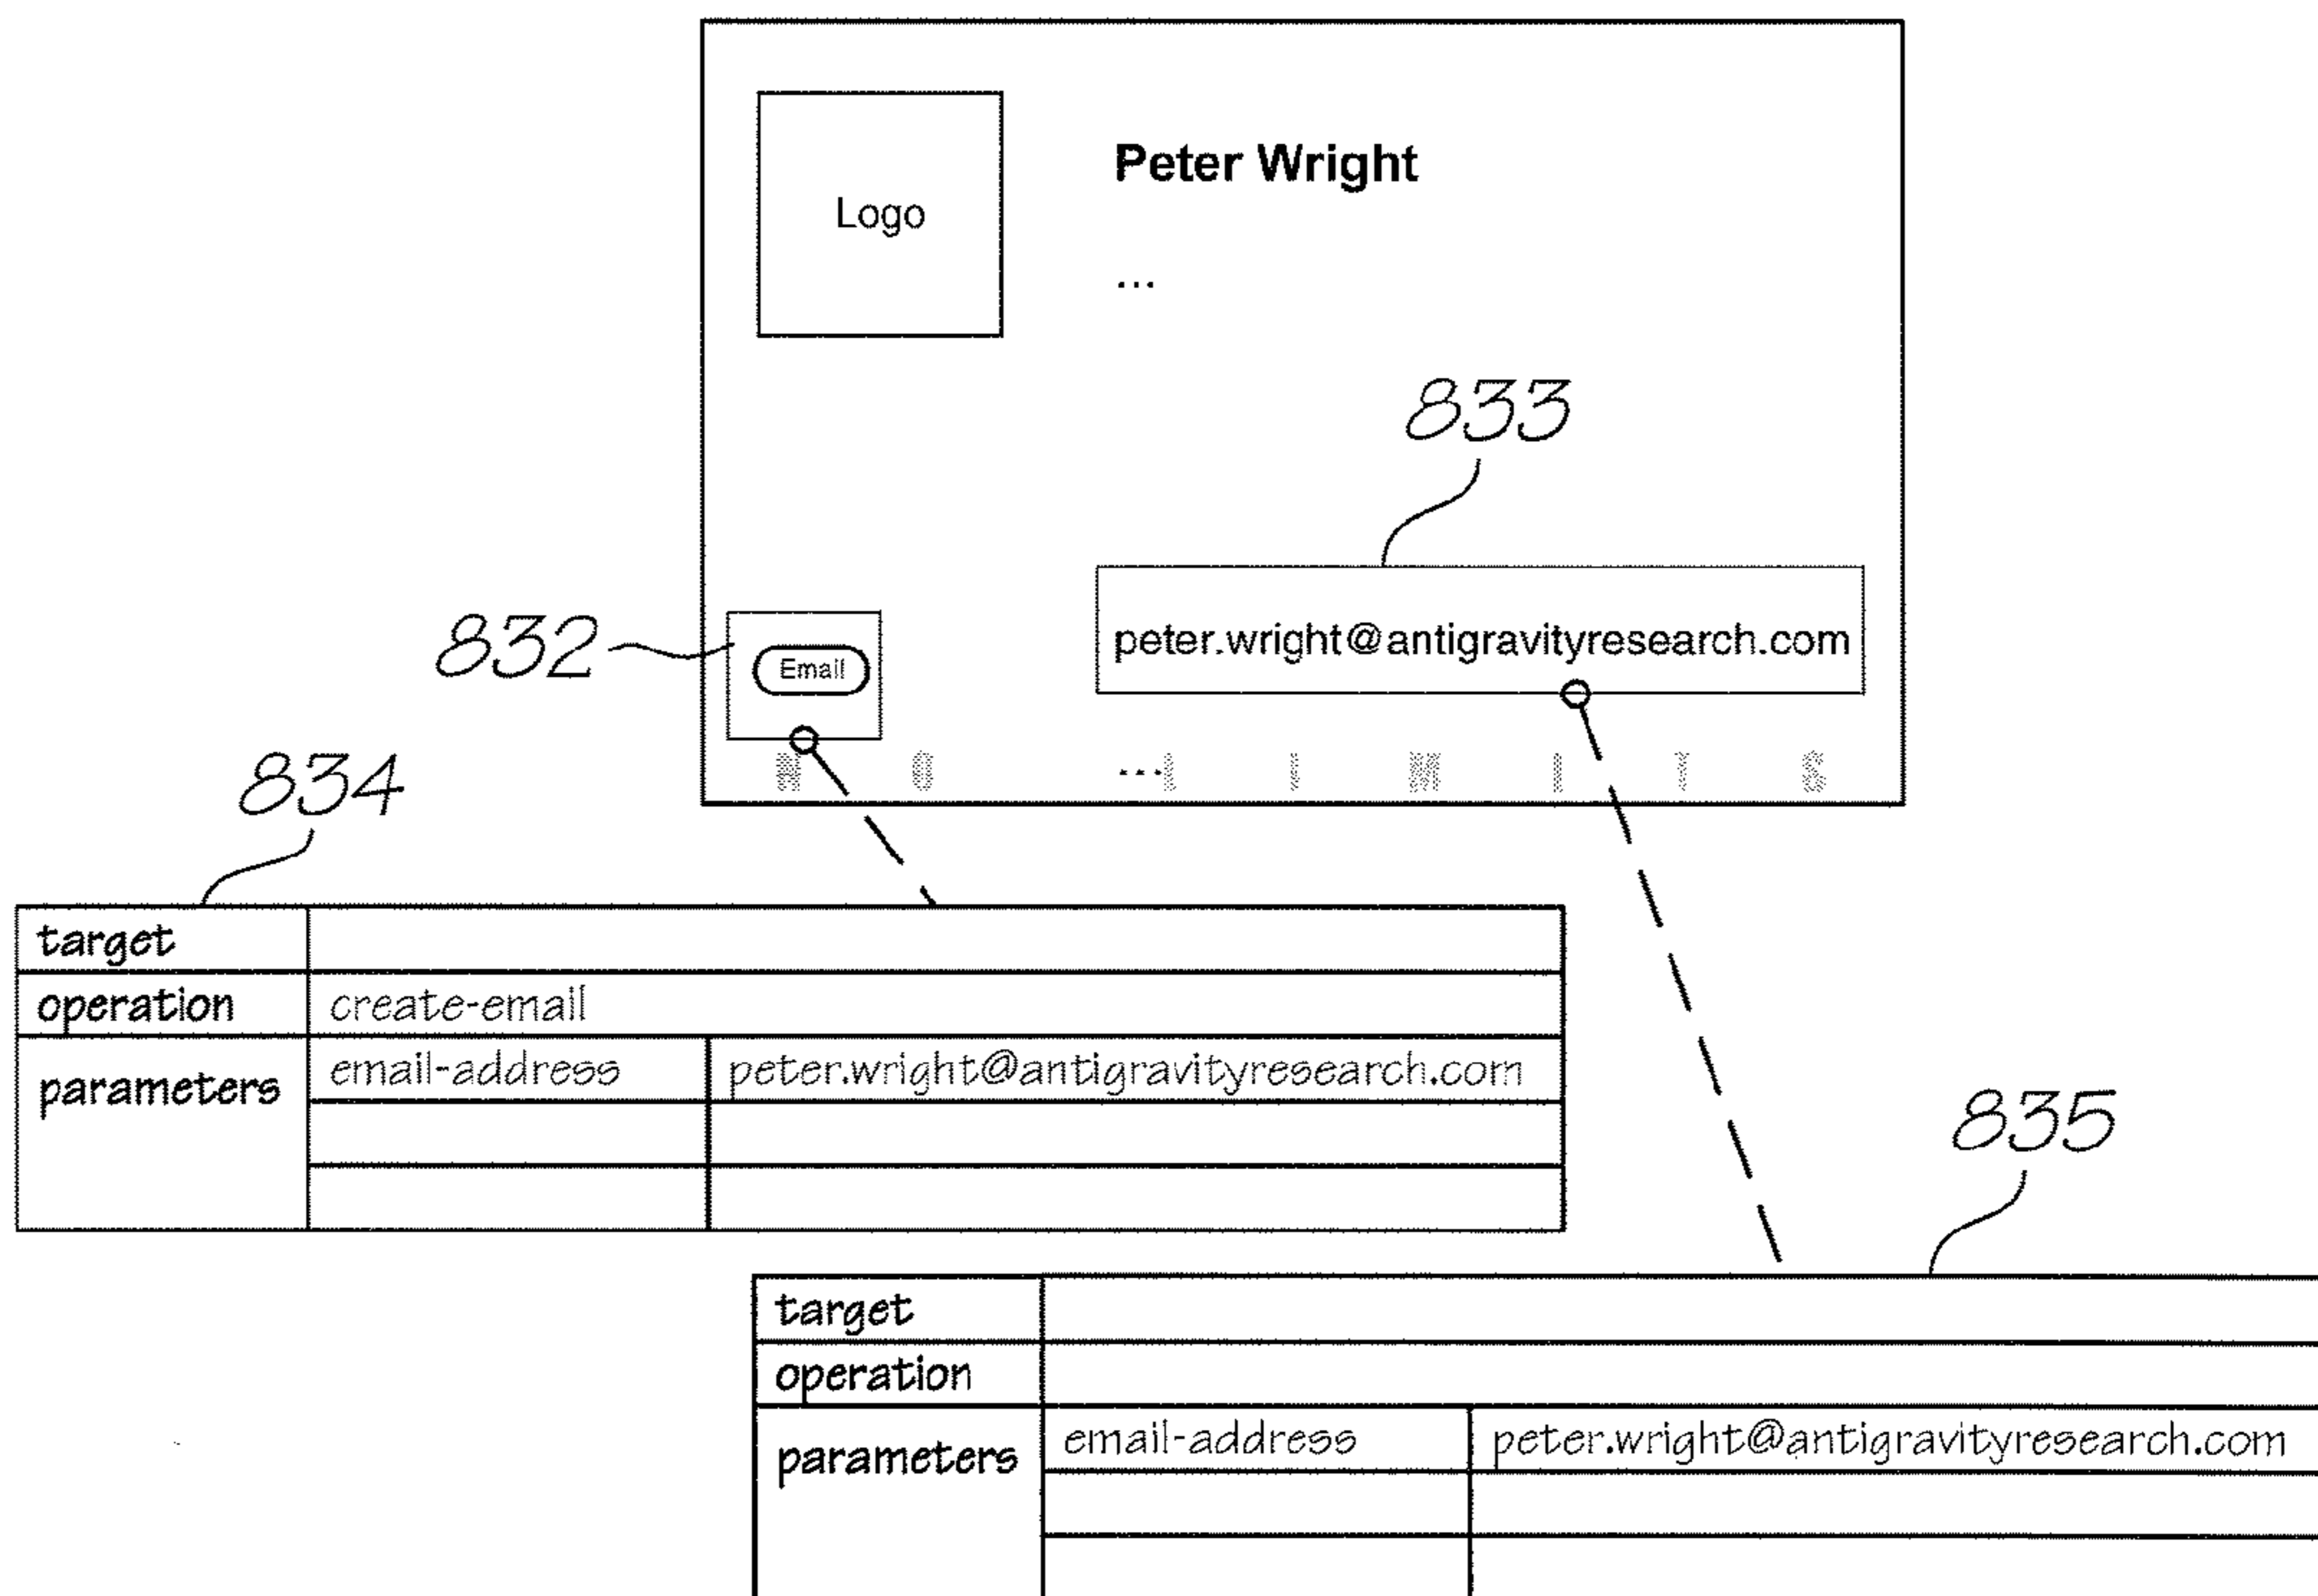 Peter Wright
Logo
...
833
peter.wright@antigravityresearch.com
832
Email
N O ...L I M I T S
834
target
operation create-email
parameters email-address peter.wright@antigravityresearch.com
835
target
operation
parameters email-address peter.wright@antigravityresearch.com